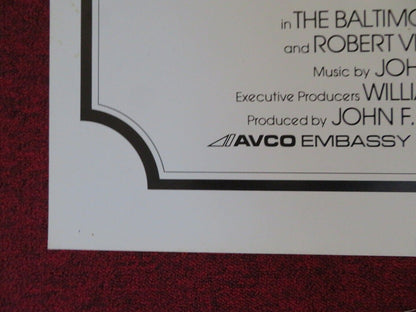 in THE BALTIMO
and ROBERT V
Music by JOH
Executive Producers WILLIA
Produced by JOHN F.
AVCO EMBASSY